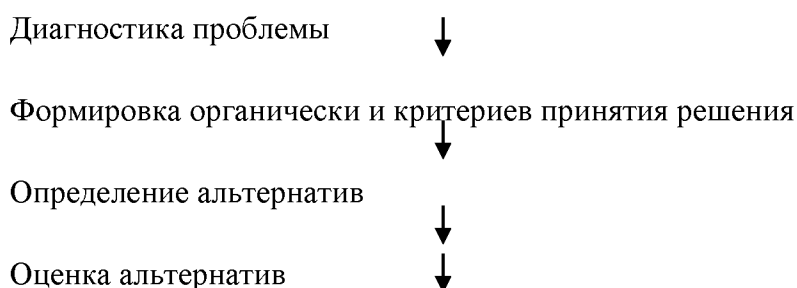 Диагностика проблемы
Формировка органически и критериев принятия решения
Определение альтернатив
Оценка альтернатив